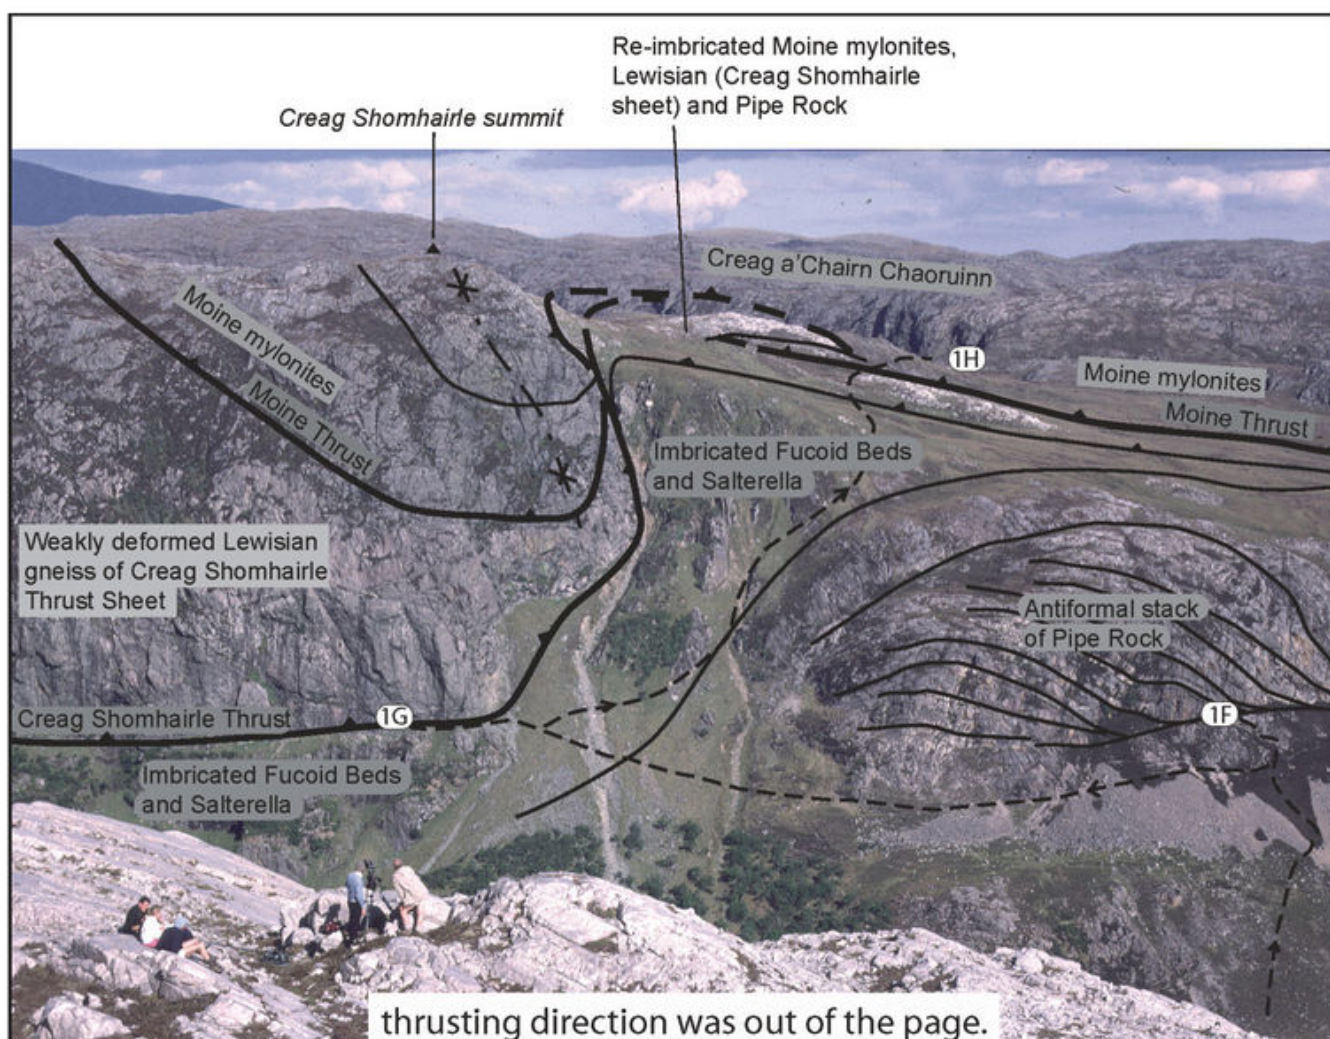 Re-imbricated Moine mylonites,
Lewisian (Creag Shomhairle
sheet) and Pipe Rock
Creag Shomhairle summit
Creag a'Chairn Chaoruinn
Moine mylonites
Moine Thrust
1H
Moine mylonites
Moine Thrust
Imbricated Fucoid Beds
and Salterella
Weakly deformed Lewisian
gneiss of Creag Shomhairle
Thrust Sheet
Antiformal stack
of Pipe Rock
Creag Shomhairle Thrust
1G
1F
Imbricated Fucoid Beds
and Salterella
thrusting direction was out of the page.